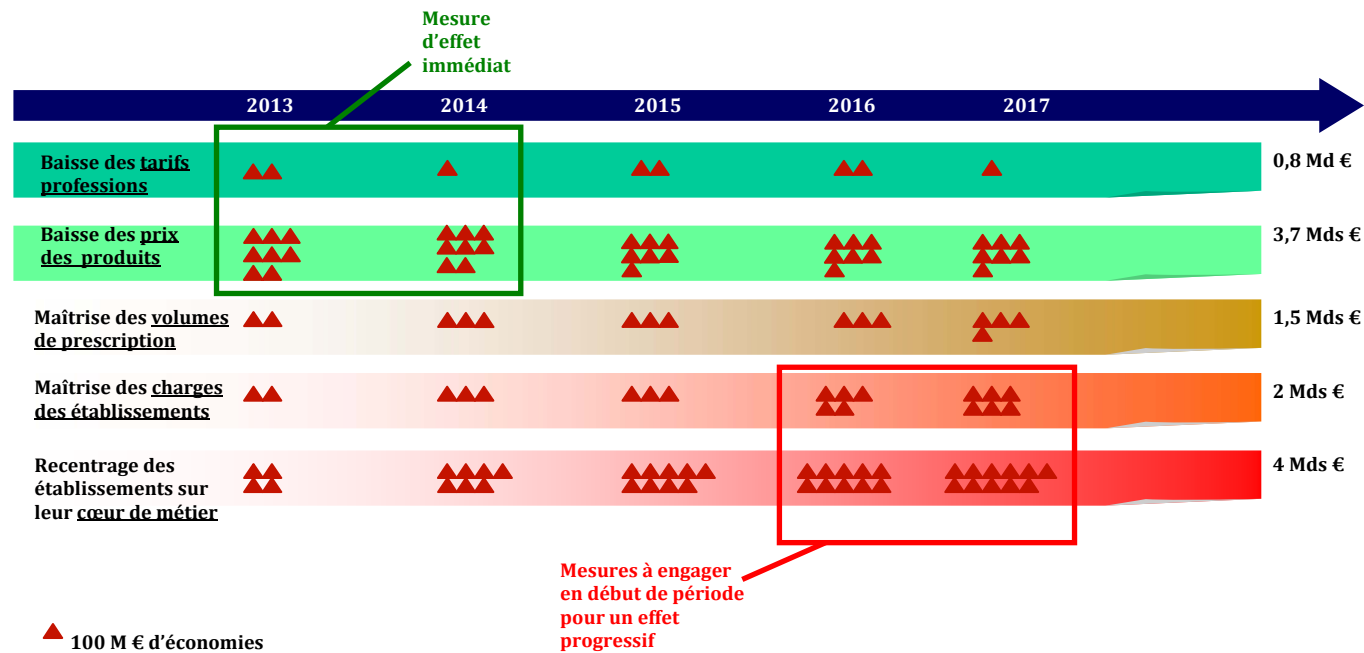 Mesure
d'effet
immédiat
2013 2014 2015 2016 2017
Baisse des tarifs
professions
0,8 Md €
Baisse des prix
des produits
3,7 Mds €
Maîtrise des volumes
de prescription
1,5 Mds €
Maîtrise des charges
des établissements
2 Mds €
Recentrage des
établissements sur
leur cœur de métier
4 Mds €
Mesures à engager
en début de période
pour un effet
progressif
100 M € d'économies